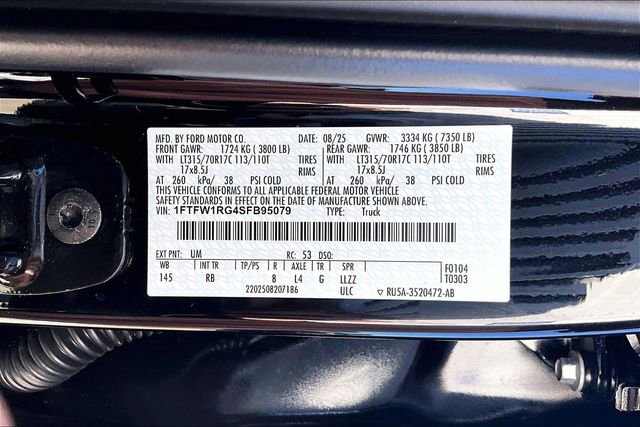 MFD. BY FORD MOTOR CO. DATE: 08/25 GVWR: 3334 KG ( 7350 LB)
FRONT GAWR: 1724 KG ( 3800 LB) REAR GAWR: 1746 KG ( 3850 LB)
WITH LT315/70R17C 113/110T TIRES WITH LT315/70R17C 113/110T TIRES
17x8.5J RIMS 17x8.5J RIMS
AT 260 kPa/ 38 PSI COLD AT 260 kPa/ 38 PSI COLD
THIS VEHICLE CONFORMS TO ALL APPLICABLE FEDERAL MOTOR VEHICLE
SAFETY STANDARDS IN EFFECT ON THE DATE OF MANUFACTURE SHOWN ABOVE.
VIN: 1FTFW1RG4SFB95079 TYPE: Truck
EXT PNT: UM RC: 53 DSO:
WB INT TR TP/PS R AXLE TR SPR F0104
145 RB 8 L4 G LLZZ T0303
2202508207186 ULC ▽ RU5A-3520472-AB